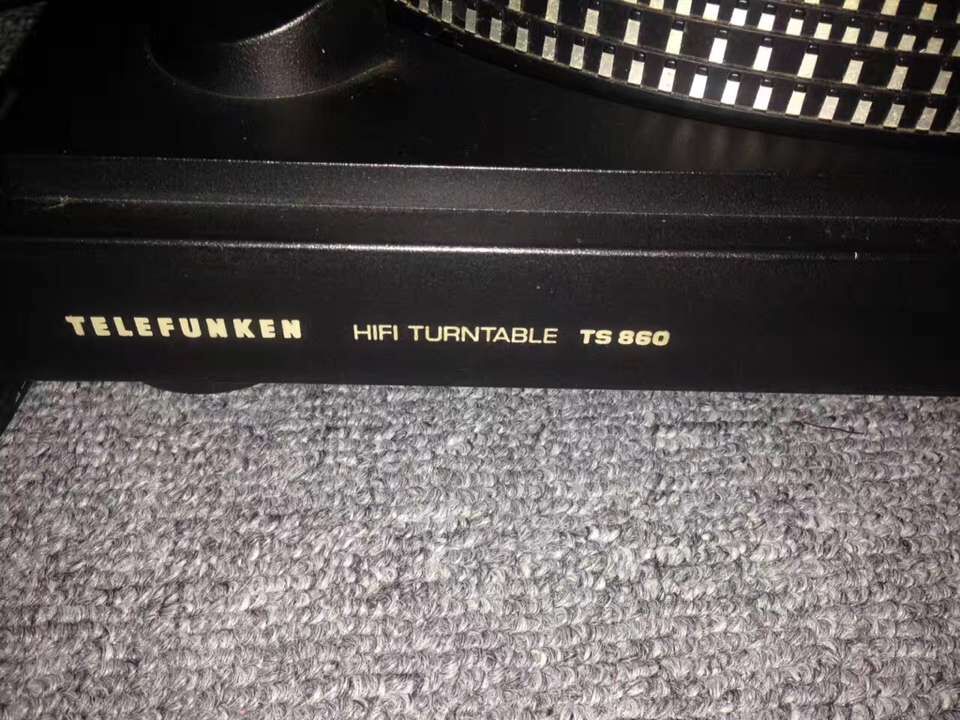 TELEFUNKEN HIFI TURNTABLE TS 860